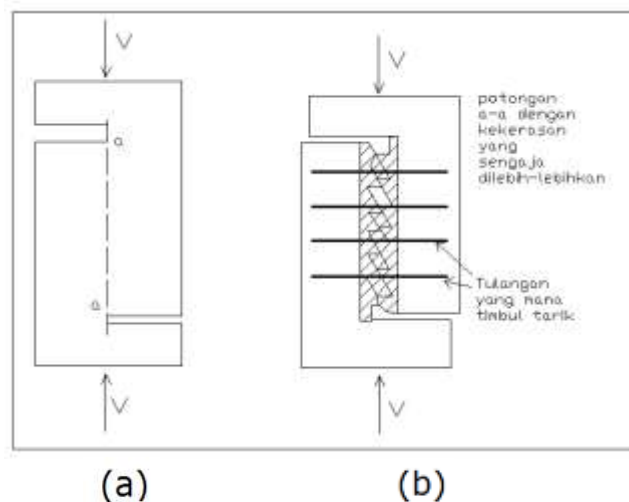 V
V
a
a
V
V
potongan
a-a dengan
kekerasan
yang
sengaja
dilebih-lebihkan
Tulangan
yang mana
timbul tarik
(a)
(b)